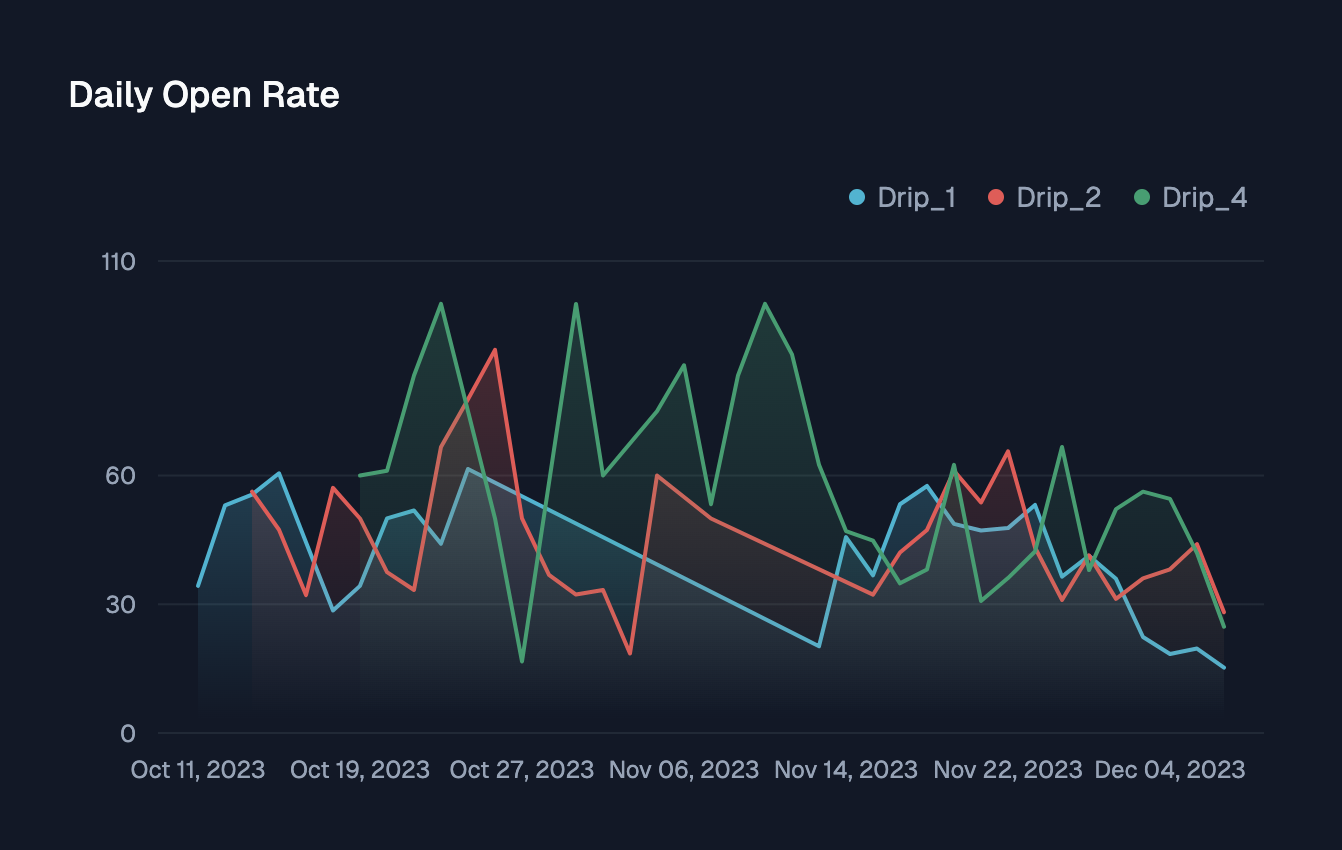 Daily Open Rate
Drip_1 Drip_2 Drip_4
110
60
30
0
Oct 11, 2023 Oct 19, 2023 Oct 27, 2023 Nov 06, 2023 Nov 14, 2023 Nov 22, 2023 Dec 04, 2023